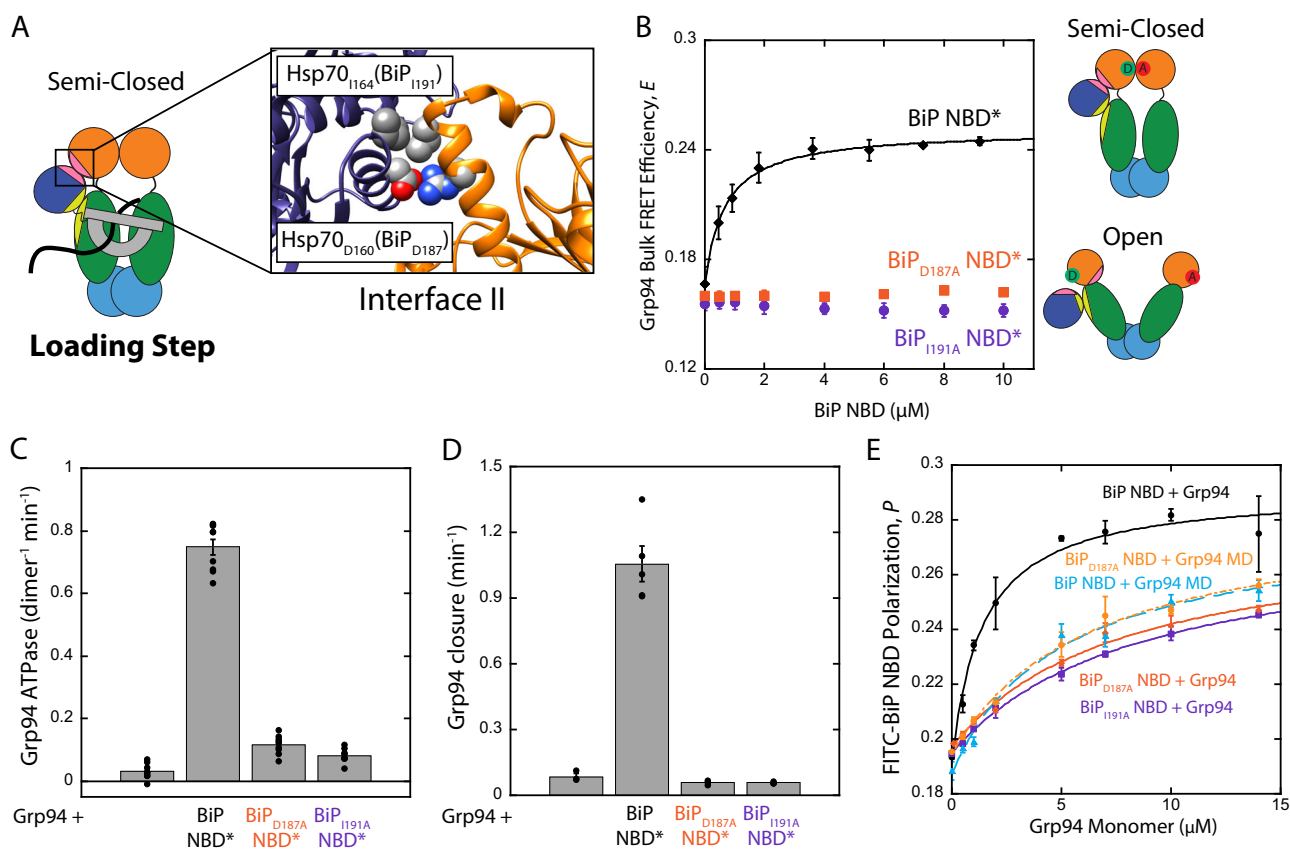 A
Semi-Closed
Hsp70I164(BiPI191)
Hsp70D160(BiPD187)
Interface II
Loading Step
B
Grp94 Bulk FRET Efficiency, E
0.3
0.24
0.18
0.12
BiP NBD*
BiPD187A NBD*
BiPI191A NBD*
0 2 4 6 8 10
BiP NBD (μM)
Semi-Closed
D A
Open
D A
C
Grp94 ATPase (dimer-1 min-1)
1
0.8
0.6
0.4
0.2
0
Grp94 +
BiP
NBD*
BiPD187A
NBD*
BiPI191A
NBD*
D
Grp94 closure (min-1)
1.5
1.2
0.9
0.6
0.3
0
Grp94 +
BiP
NBD*
BiPD187A
NBD*
BiPI191A
NBD*
E
FITC-BiP NBD Polarization, P
0.3
0.28
0.26
0.24
0.22
0.2
0.18
BiP NBD + Grp94
BiPD187A NBD + Grp94 MD
BiP NBD + Grp94 MD
BiPD187A NBD + Grp94
BiPI191A NBD + Grp94
0 5 10 15
Grp94 Monomer (μM)